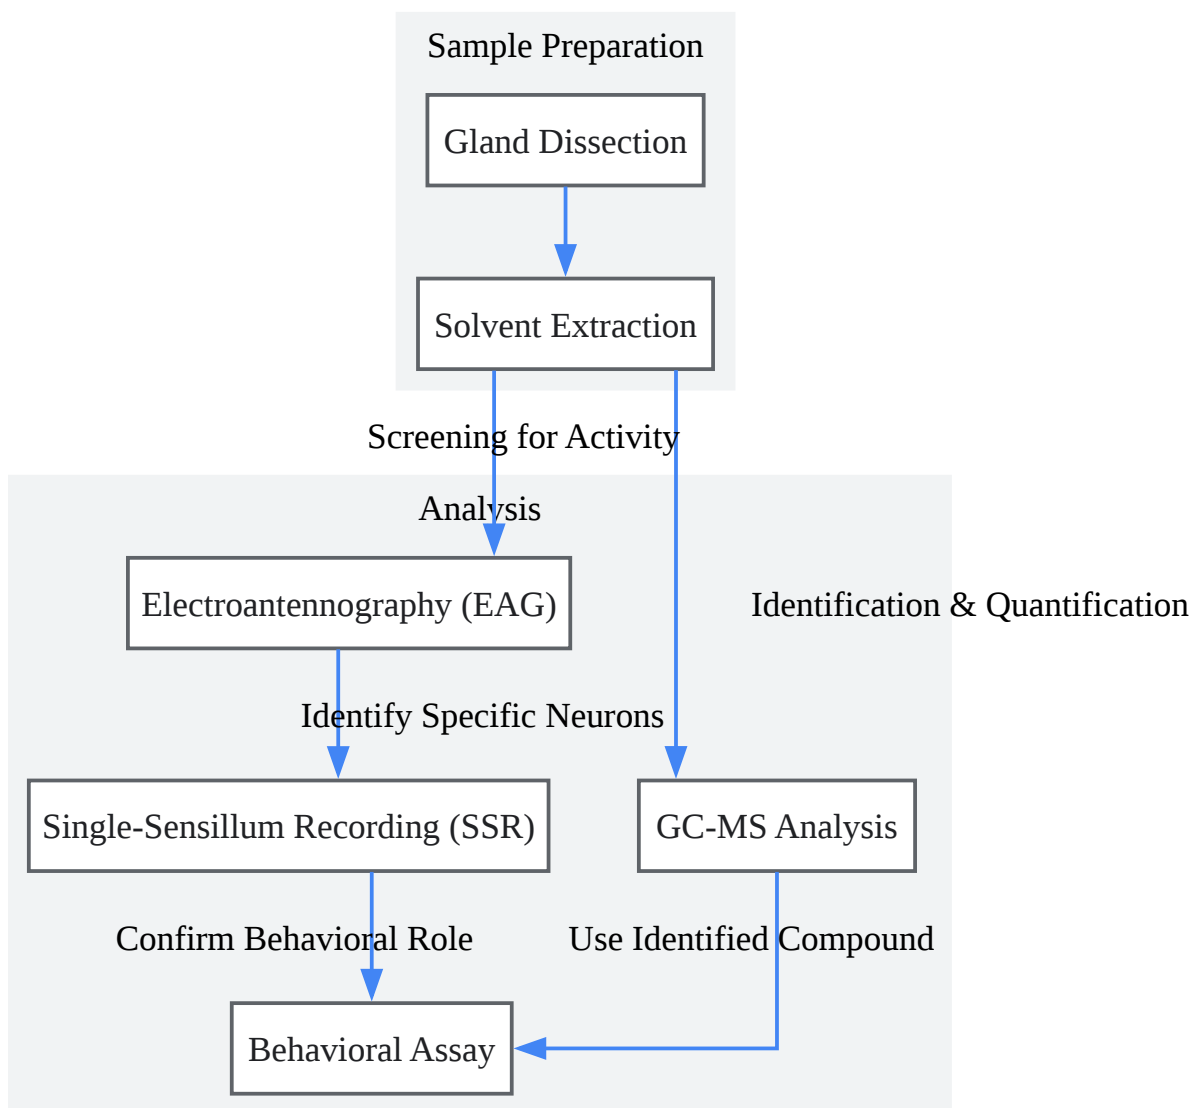 Sample Preparation
Gland Dissection
Solvent Extraction
Screening for Activity
Analysis
Electroantennography (EAG)
Identification & Quantification
Identify Specific Neurons
Single-Sensillum Recording (SSR)
GC-MS Analysis
Confirm Behavioral Role
Use Identified Compound
Behavioral Assay